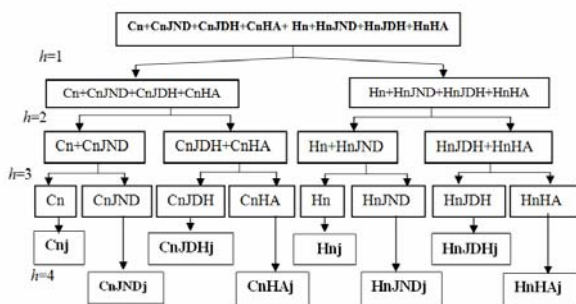 Cn+CnJND+CnJDH+CnHA+ Hn+HnJND+HnJDH+HnHA
h=1
Cn+CnJND+CnJDH+CnHA
Hn+HnJND+HnJDH+HnHA
h=2
Cn+CnJND
CnJDH+CnHA
Hn+HnJND
HnJDH+HnHA
h=3
Cn
CnJND
CnJDH
CnHA
Hn
HnJND
HnJDH
HnHA
Cnj
CnJDHj
Hnj
HnJDHj
h=4
CnJNDj
CnHAj
HnJNDj
HnHAj